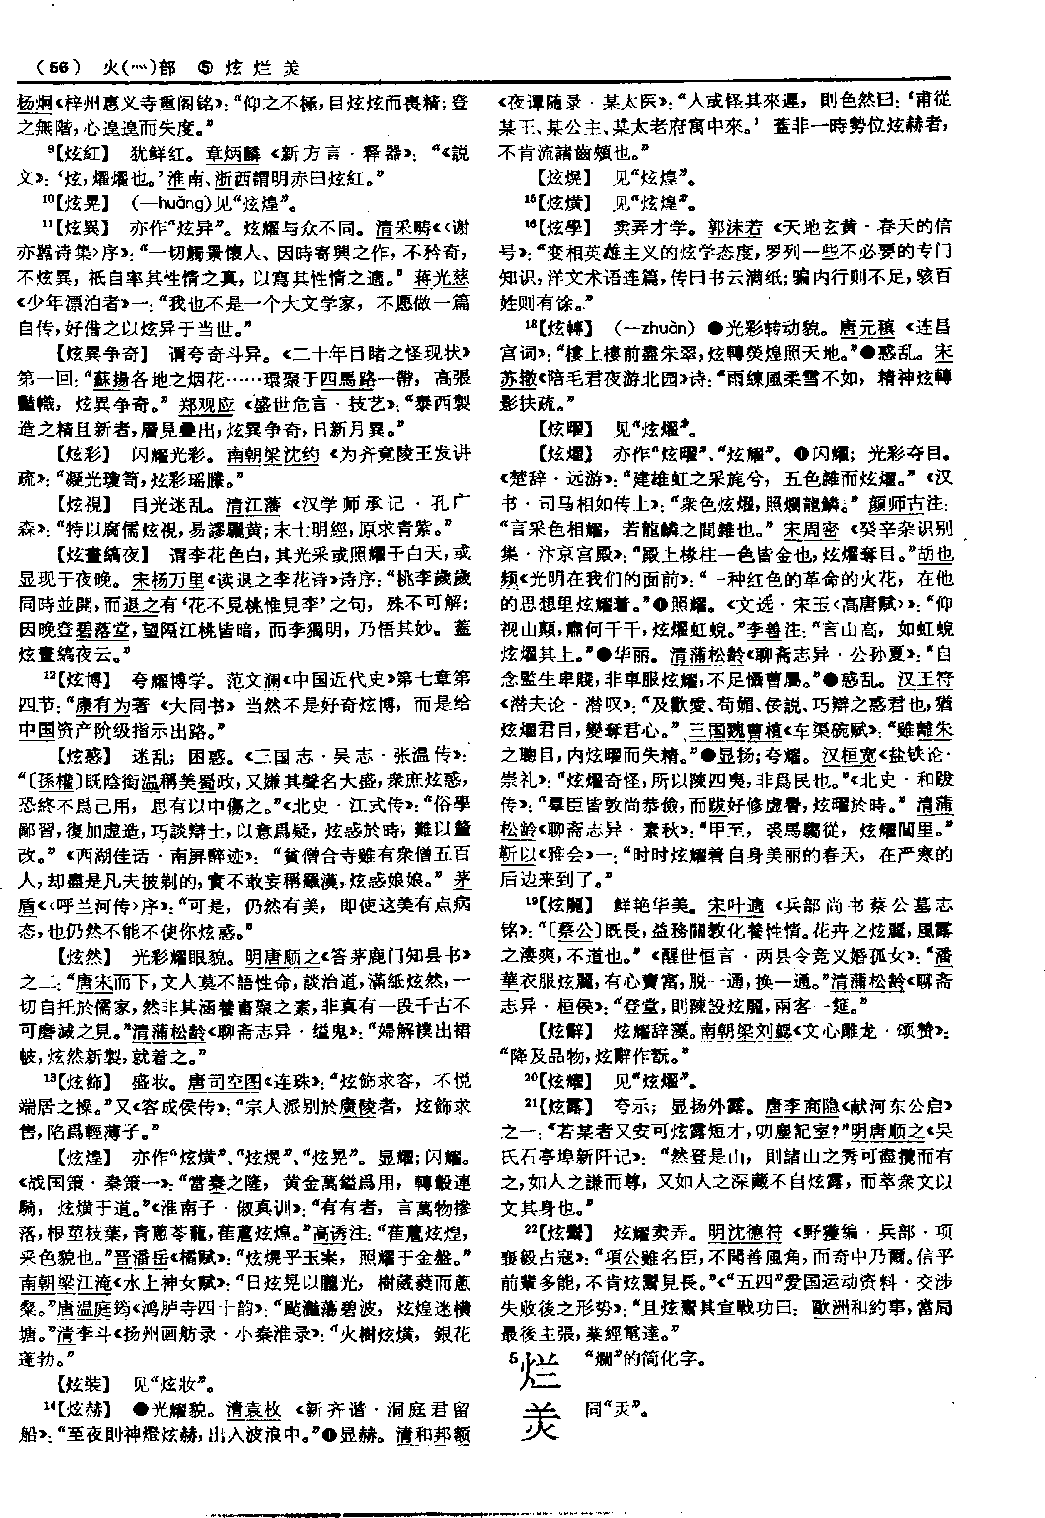 (56) 火(灬)部 ⑤ 炫烂羙
杨炯《梓州惠义寺重阁铭》：“仰之不極，目炫炫而喪精；登
之無階，心遑遑而失度。”
⁹【炫紅】 犹鲜红。章炳麟《新方言·释器》：“《説
文》：‘炫，爓爓也。’淮南、浙西謂明赤曰炫紅。”
¹⁰【炫晃】 (—huǎng)见“炫煌”。
¹¹【炫異】 亦作“炫异”。炫耀与众不同。清采畴《〈谢
亦嚣诗集〉序》：“一切觸景懷人、因時寄興之作，不矜奇，
不炫異，祇自率其性情之真，以寫其性情之適。”蒋光慈
《少年漂泊者》一：“我也不是一个大文学家，不愿做一篇
自传，好借之以炫异于当世。”
【炫異争奇】 谓夸奇斗异。《二十年目睹之怪现状》
第一回：“蘇揚各地之烟花……環聚于四馬路一帶，高張
豔幟，炫異争奇。”郑观应《盛世危言·技艺》：“泰西製
造之精且新者，層見疊出，炫異争奇，日新月異。”
【炫彩】 闪耀光彩。南朝梁沈约《为齐竟陵王发讲
疏》：“凝光瓊笥，炫彩瑶縢。”
【炫視】 目光迷乱。清江藩《汉学师承记·孔广
森》：“特以腐儒炫視，易謬驪黄；末士明經，原求青紫。”
【炫晝縞夜】 谓李花色白，其光采或照耀于白天，或
显现于夜晚。宋杨万里《读退之李花诗》诗序：“桃李歲歲
同時並開，而退之有‘花不見桃惟見李’之句，殊不可解；
因晚登碧落堂，望隔江桃皆暗，而李獨明，乃悟其妙。蓋
炫晝縞夜云。”
¹²【炫博】 夸耀博学。范文澜《中国近代史》第七章第
四节：“康有为著《大同书》当然不是好奇炫博，而是给
中国资产阶级指示出路。”
【炫惑】 迷乱；困惑。《三国志·吴志·张温传》：
“〔孫權〕既陰銜温稱美蜀政，又嫌其聲名大盛，衆庶炫惑，
恐終不爲己用，思有以中傷之。”《北史·江式传》：“俗學
鄙習，復加虚造，巧談辯士，以意爲疑，炫惑於時，難以釐
改。”《西湖佳话·南屏醉迹》：“貧僧合寺雖有衆僧五百
人，却盡是凡夫披剃的，實不敢妄稱羅漢，炫惑娘娘。”茅
盾《〈呼兰河传〉序》：“可是，仍然有美，即使这美有点病
态，也仍然不能不使你炫惑。”
【炫然】 光彩耀眼貌。明唐顺之《答茅鹿门知县书》
之二：“唐宋而下，文人莫不語性命，談治道，滿紙炫然，一
切自托於儒家，然非其涵養畜聚之素，非真有一段千古不
可磨滅之見。”清蒲松龄《聊斋志异·缢鬼》：“婦解襆出裙
帔，炫然新製，就着之。”
¹³【炫飾】 盛妆。唐司空图《连珠》：“炫飾求客，不悦
端居之操。”又《容成侯传》：“宗人派别於廣陵者，炫飾求
售，陷爲輕薄子。”
【炫煌】 亦作“炫熿”、“炫熀”、“炫晃”。显耀；闪耀。
《战国策·秦策一》：“當秦之隆，黄金萬鎰爲用，轉轂連
騎，炫熿于道。”《淮南子·俶真训》：“有有者，言萬物摻
落，根莖枝葉，青葱苓蘢，萑蔰炫煌。”高诱注：“萑蔰炫煌，
采色貌也。”晋潘岳《橘赋》：“炫熀乎玉案，照耀于金盤。”
南朝梁江淹《水上神女赋》：“日炫晃以朧光，樹葳蕤而蔥
粲。”唐温庭筠《鸿胪寺四十韵》：“颭灩蕩碧波，炫煌迷横
塘。”清李斗《扬州画舫录·小秦淮录》：“火樹炫熿，銀花
蓬勃。”
【炫裝】 见“炫妝”。
¹⁴【炫赫】 ❶光耀貌。清袁枚《新齐谐·洞庭君留
船》：“至夜則神燈炫赫，出入波浪中。”❷显赫。清和邦额
《夜谭随录·某太医》：“人或怪其來遲，則色然曰：‘甫從
某王、某公主、某太老府寓中來。’蓋非一時勢位炫赫者，
不肯流諸齒頰也。”
【炫熀】 见“炫煌”。
¹⁵【炫熿】 见“炫煌”。
¹⁶【炫學】 卖弄才学。郭沫若《天地玄黄·春天的信
号》：“变相英雄主义的炫学态度，罗列一些不必要的专门
知识，洋文术语连篇，传曰书云满纸；骗内行则不足，骇百
姓则有馀。”
¹⁸【炫轉】 (—zhuàn) ❶光彩转动貌。唐元稹《连昌
宫词》：“樓上樓前盡朱翠，炫轉熒煌照天地。”❷惑乱。宋
苏辙《陪毛君夜游北园》诗：“雨練風柔雪不如，精神炫轉
影扶疏。”
【炫曜】 见“炫燿”。
【炫燿】 亦作“炫曜”、“炫耀”。❶闪耀；光彩夺目。
《楚辞·远游》：“建雄虹之采旄兮，五色雜而炫燿。”《汉
书·司马相如传上》：“衆色炫燿，照爛龍鱗。”颜师古注：
“言采色相耀，若龍鱗之間雜也。”宋周密《癸辛杂识别
集·汴京宫殿》：“殿上椽柱一色皆金也，炫燿奪目。”胡也
频《光明在我们的面前》：“一种红色的革命的火花，在他
的思想里炫耀着。”❷照耀。《文选·宋玉〈高唐赋〉》：“仰
视山顛，肅何千千，炫燿虹蜺。”李善注：“言山高，如虹蜺
炫燿其上。”❸华丽。清蒲松龄《聊斋志异·公孙夏》：“自
念監生卑賤，非車服炫耀，不足懾曹屬。”❹惑乱。汉王符
《潜夫论·潜叹》：“及歡愛、苟媚、佞説、巧辯之惑君也，猶
炫燿君目，變奪君心。”三国魏曹植《车渠碗赋》：“雖離朱
之聰目，内炫燿而失精。”❺显扬；夸耀。汉桓宽《盐铁论·
崇礼》：“炫燿奇怪，所以陳四夷，非爲民也。”《北史·和跋
传》：“羣臣皆敦尚恭儉，而跋好修虚譽，炫曜於時。”清蒲
松龄《聊斋志异·素秋》：“甲至，裘馬騶從，炫耀閭里。”
靳以《雅会》一：“时时炫耀着自身美丽的春天，在严寒的
后边来到了。”
¹⁹【炫麗】 鲜艳华美。宋叶適《兵部尚书蔡公墓志
铭》：“〔蔡公〕既長，益務關教化養性情。花卉之炫麗，風露
之凄爽，不道也。”《醒世恒言·两县令竞义婚孤女》：“潘
華衣服炫麗，有心賣富，脱一通，换一通。”清蒲松龄《聊斋
志异·桓侯》：“登堂，則陳設炫麗，兩客一筵。”
【炫辭】 炫耀辞藻。南朝梁刘勰《文心雕龙·颂赞》：
“降及品物，炫辭作翫。”
²⁰【炫耀】 见“炫燿”。
²¹【炫露】 夸示；显扬外露。唐李商隐《献河东公启》
之一：“若某者又安可炫露短才，叨塵記室？”明唐顺之《吴
氏石亭埠新阡记》：“然登是山，則諸山之秀可盡攬而有
之，如人之謙而尊，又如人之深藏不自炫露，而萃衆文以
文其身也。”
²²【炫鬻】 炫耀卖弄。明沈德符《野獲编·兵部·项
襄毅占寇》：“項公雖名臣，不聞善風角，而奇中乃爾。信乎
前輩多能，不肯炫鬻見長。”《“五四”爱国运动资料·交涉
失败後之形势》：“且炫鬻其宣戰功曰：歐洲和約事，當局
最後主張，業經電達。”
⁵烂 “爛”的简化字。
羙 同“灾”。